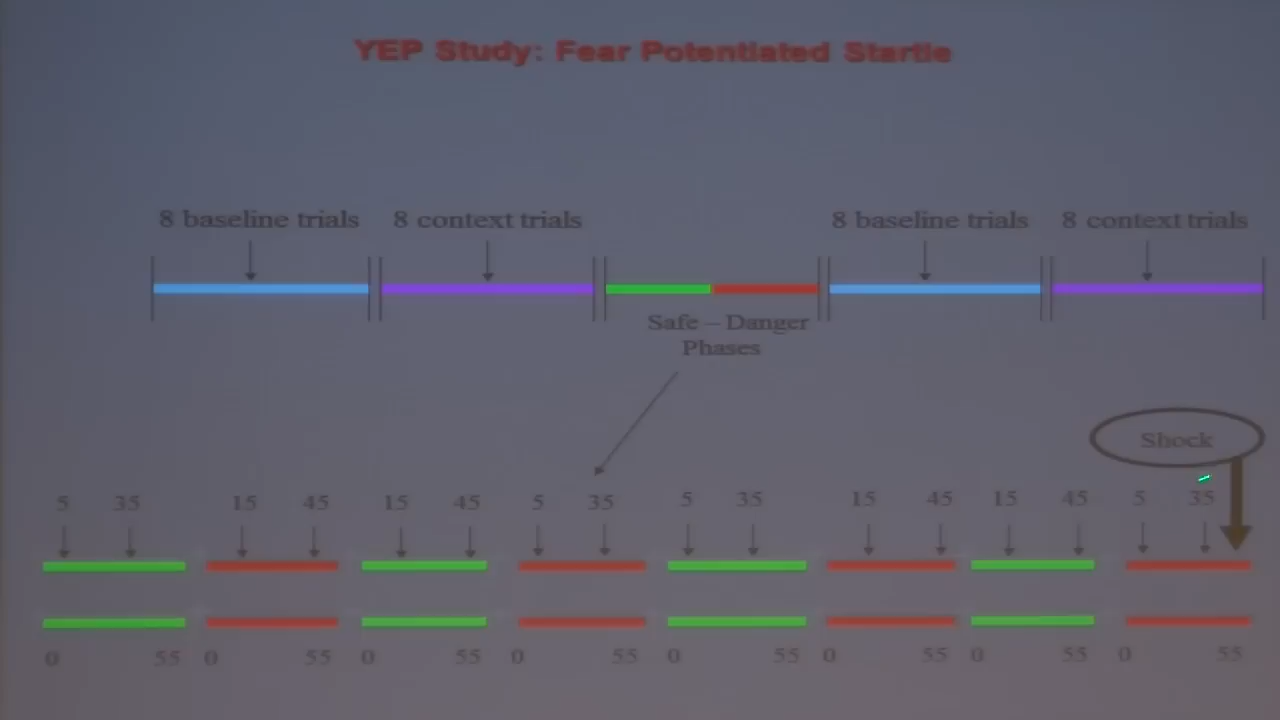 YEP Study: Fear Potentiated Startle
8 baseline trials 8 context trials 8 baseline trials 8 context trials
Safe – Danger
Phases
Shock
5 35 15 45 15 45 5 35 5 35 15 45 15 45 5 35
0 55 0 55 0 55 0 55 0 55 0 55 0 55 0 55